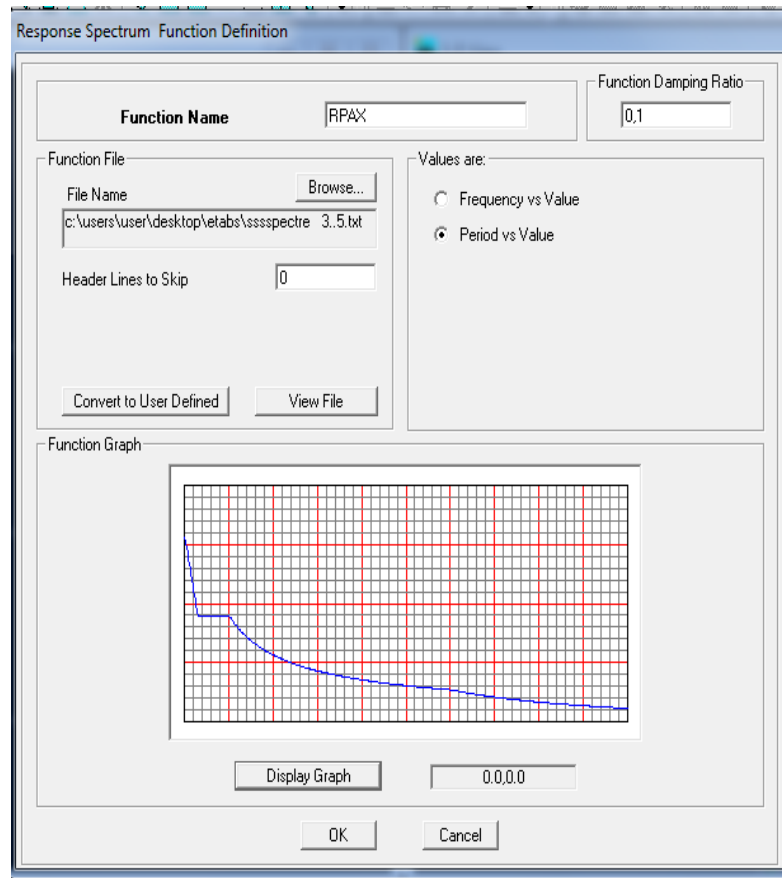 Response Spectrum Function Definition
Function Name
RPAX
Function Damping Ratio
0,1
Function File
File Name
Browse...
c:\users\user\desktop\etabs\sssspectre 3..5.txt
Header Lines to Skip
0
Convert to User Defined
View File
Values are:
Frequency vs Value
Period vs Value
Function Graph
Display Graph
0.0,0.0
OK
Cancel